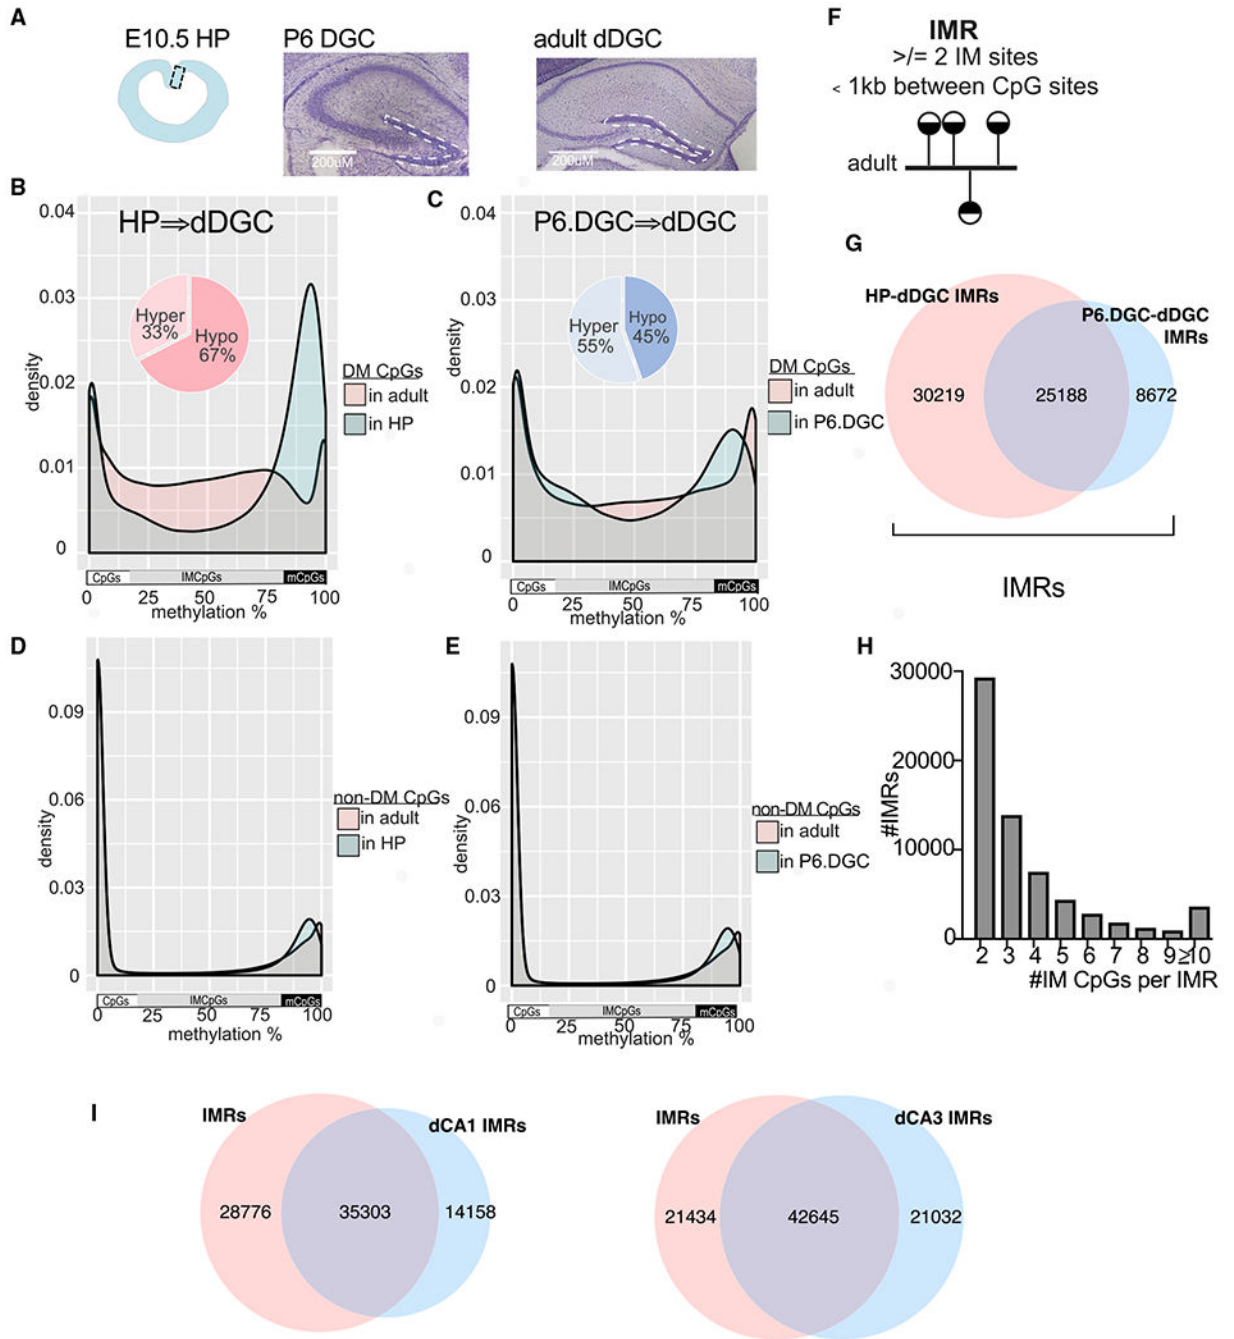 A
E10.5 HP
P6 DGC
adult dDGC
200uM
200uM
B
HP⇒dDGC
0.04
0.03
0.02
0.01
0
density
Hyper
33%
Hypo
67%
DM CpGs
in adult
in HP
CpGs
IMCpGs
mCpGs
0
25
50
75
100
methylation %
C
P6.DGC⇒dDGC
0.04
0.03
0.02
0.01
0
density
Hyper
55%
Hypo
45%
DM CpGs
in adult
in P6.DGC
CpGs
IMCpGs
mCpGs
0
25
50
75
100
methylation %
D
0.09
0.06
0.03
0
density
non-DM CpGs
in adult
in HP
CpGs
IMCpGs
mCpGs
0
25
50
75
100
methylation %
E
0.09
0.06
0.03
0
density
non-DM CpGs
in adult
in P6.DGC
CpGs
IMCpGs
mCpGs
0
25
50
75
100
methylation %
F
IMR
>/= 2 IM sites
< 1kb between CpG sites
adult
G
HP-dDGC IMRs
P6.DGC-dDGC
IMRs
30219
25188
8672
IMRs
H
30000
20000
10000
0
#IMRs
2
3
4
5
6
7
8
9
≥10
#IM CpGs per IMR
I
IMRs
dCA1 IMRs
28776
35303
14158
IMRs
dCA3 IMRs
21434
42645
21032